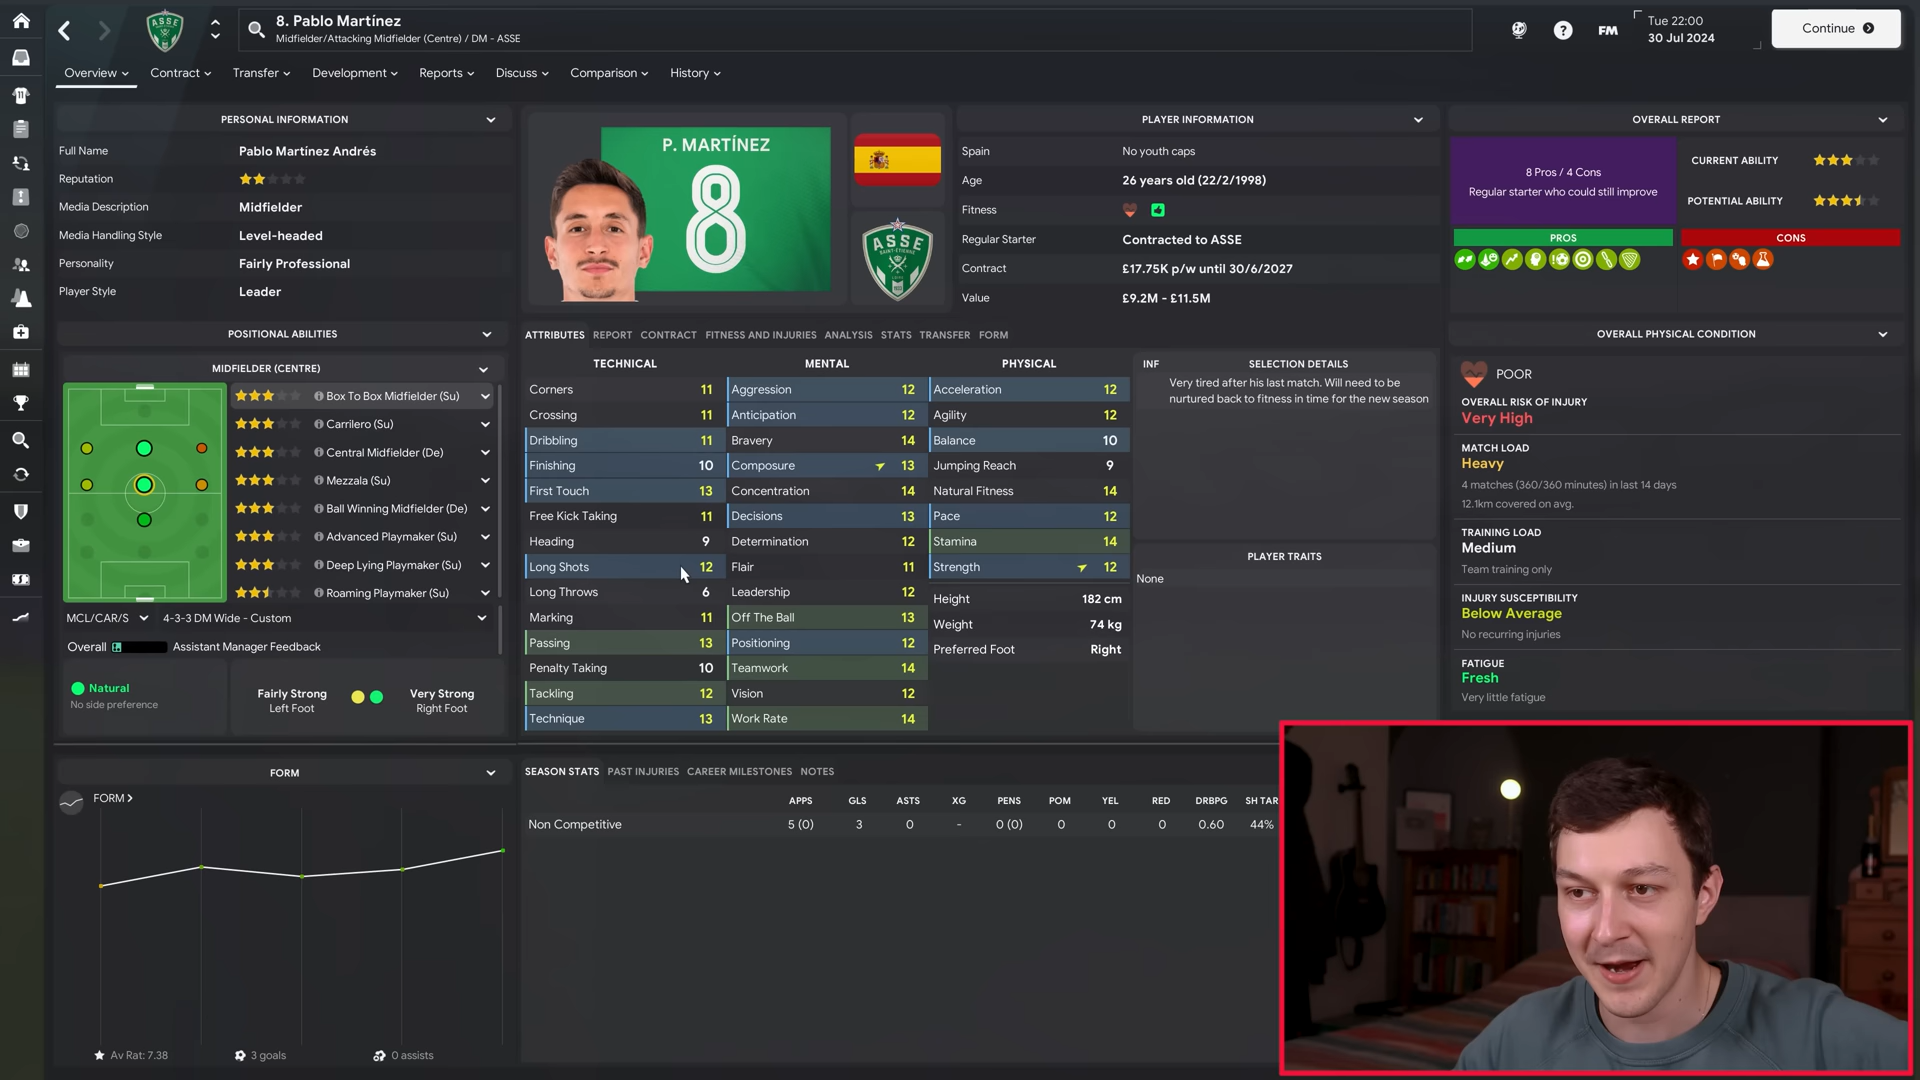 8. Pablo Martínez
Midfielder/Attacking Midfielder (Centre) / DM - ASSE
FM
Tue 22:00
30 Jul 2024
Continue
Overview
Contract
Transfer
Development
Reports
Discuss
Comparison
History
PERSONAL INFORMATION
Full Name Pablo Martínez Andrés
Reputation
Media Description Midfielder
Media Handling Style Level-headed
Personality Fairly Professional
Player Style Leader
P. MARTÍNEZ
8
ASSE
PLAYER INFORMATION
Spain No youth caps
Age 26 years old (22/2/1998)
Fitness
Regular Starter Contracted to ASSE
Contract £17.75K p/w until 30/6/2027
Value £9.2M - £11.5M
OVERALL REPORT
8 Pros / 4 Cons
Regular starter who could still improve
CURRENT ABILITY
POTENTIAL ABILITY
PROS
CONS
POSITIONAL ABILITIES
MIDFIELDER (CENTRE)
Box To Box Midfielder (Su)
Carrilero (Su)
Central Midfielder (De)
Mezzala (Su)
Ball Winning Midfielder (De)
Advanced Playmaker (Su)
Deep Lying Playmaker (Su)
Roaming Playmaker (Su)
MCL/CAR/S 4-3-3 DM Wide - Custom
Overall Assistant Manager Feedback
Natural
No side preference
Fairly Strong
Left Foot
Very Strong
Right Foot
ATTRIBUTES REPORT CONTRACT FITNESS AND INJURIES ANALYSIS STATS TRANSFER FORM
TECHNICAL
Corners 11
Crossing 11
Dribbling 11
Finishing 10
First Touch 13
Free Kick Taking 11
Heading 9
Long Shots 12
Long Throws 6
Marking 11
Passing 13
Penalty Taking 10
Tackling 12
Technique 13
MENTAL
Aggression 12
Anticipation 12
Bravery 14
Composure 13
Concentration 14
Decisions 13
Determination 12
Flair 11
Leadership 12
Off The Ball 13
Positioning 12
Teamwork 14
Vision 12
Work Rate 14
PHYSICAL
Acceleration 12
Agility 12
Balance 10
Jumping Reach 9
Natural Fitness 14
Pace 12
Stamina 14
Strength 12
Height 182 cm
Weight 74 kg
Preferred Foot Right
INF SELECTION DETAILS
Very tired after his last match. Will need to be
nurtured back to fitness in time for the new season
PLAYER TRAITS
None
OVERALL PHYSICAL CONDITION
POOR
OVERALL RISK OF INJURY
Very High
MATCH LOAD
Heavy
4 matches (360/360 minutes) in last 14 days
12.1km covered on avg.
TRAINING LOAD
Medium
Team training only
INJURY SUSCEPTIBILITY
Below Average
No recurring injuries
FATIGUE
Fresh
Very little fatigue
FORM
FORM
Av Rat: 7.38
3 goals
0 assists
SEASON STATS PAST INJURIES CAREER MILESTONES NOTES
APPS GLS ASTS XG PENS POM YEL RED DRBPG SH TAR
Non Competitive 5 (0) 3 0 - 0 (0) 0 0 0 0.60 44%